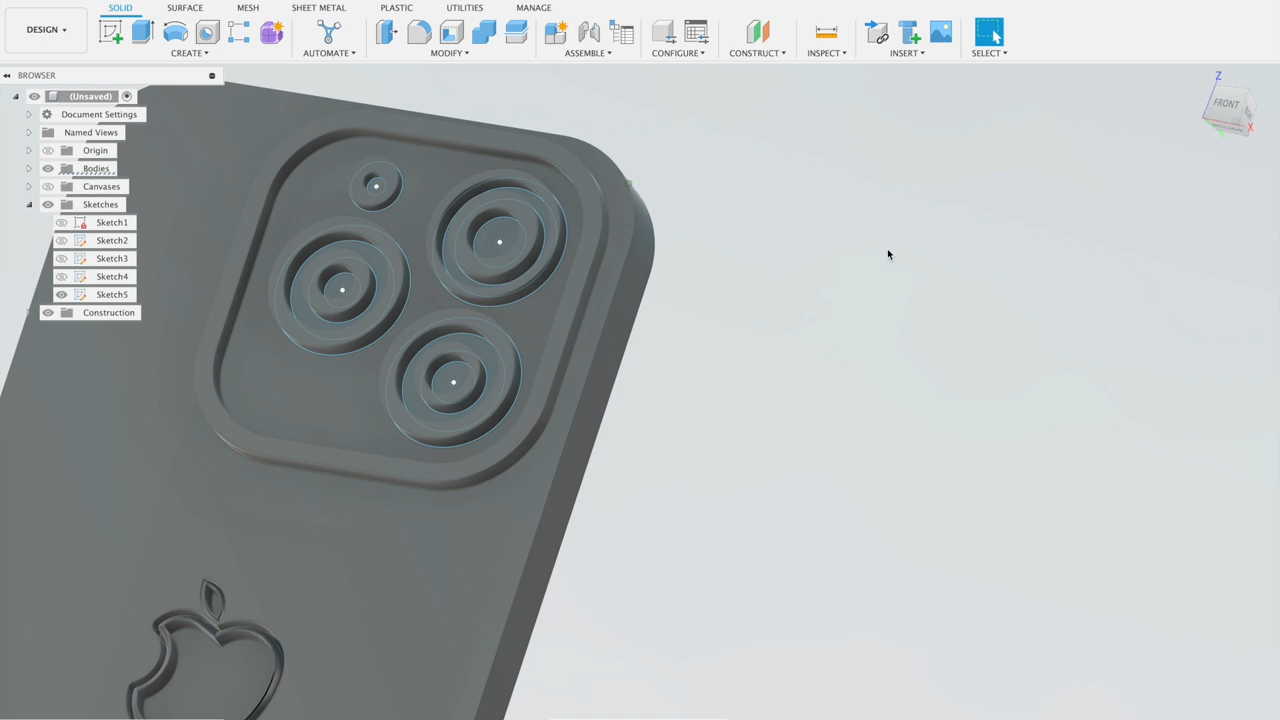 SOLID SURFACE MESH SHEET METAL PLASTIC UTILITIES MANAGE
DESIGN
CREATE AUTOMATE MODIFY ASSEMBLE CONFIGURE CONSTRUCT INSPECT INSERT SELECT
BROWSER
(Unsaved)
Document Settings
Named Views
Origin
Bodies
Canvases
Sketches
Sketch1
Sketch2
Sketch3
Sketch4
Sketch5
Construction
Z
FRONT
X